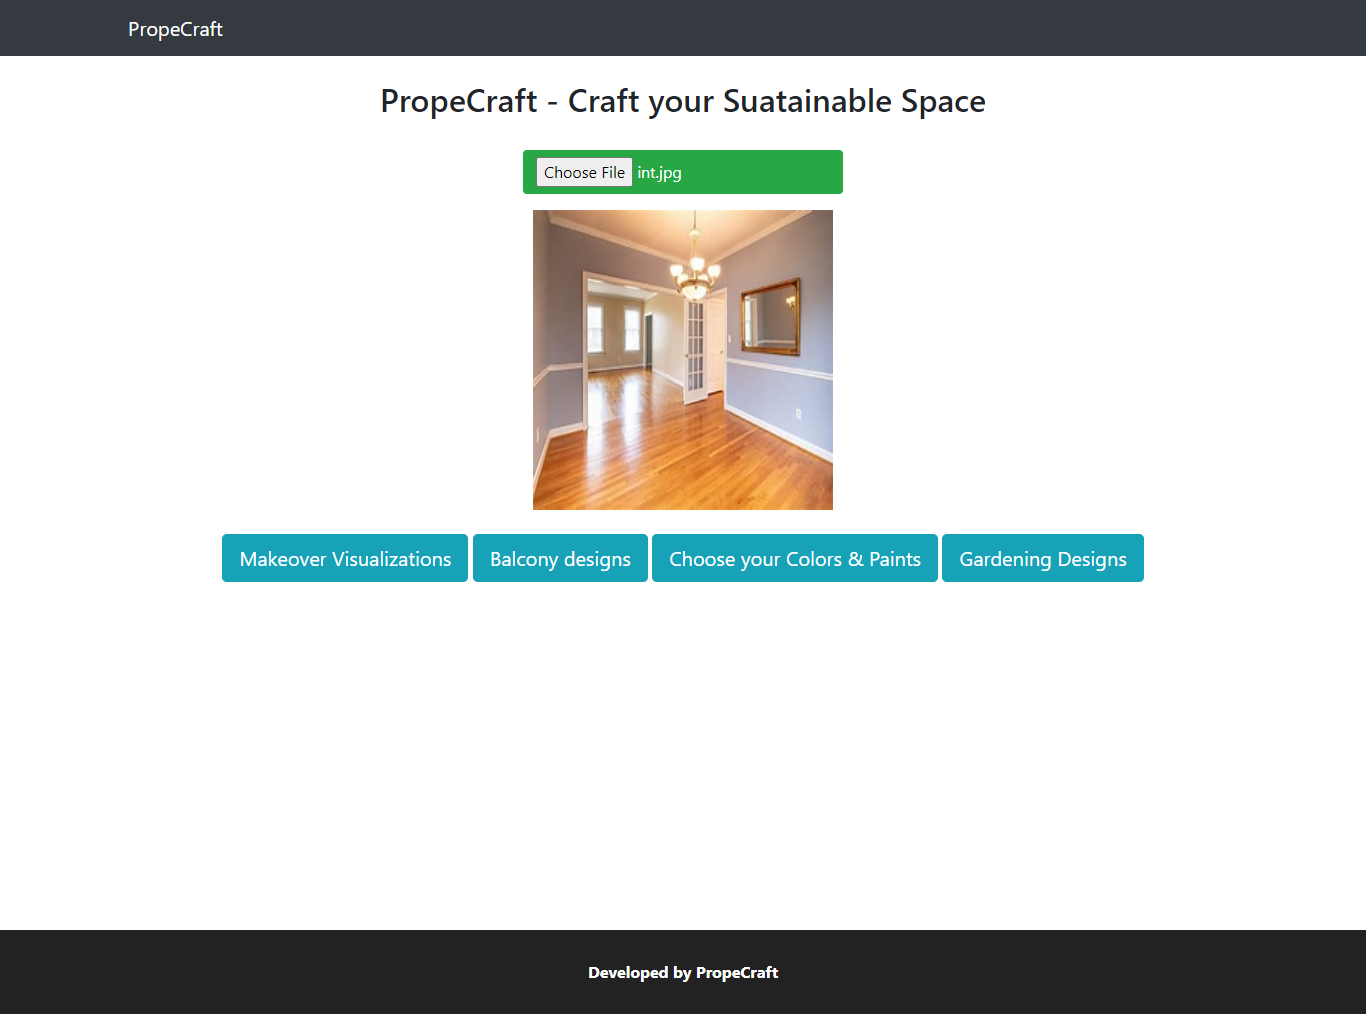 PropeCraft
PropeCraft - Craft your Suatainable Space
Choose File int.jpg
Makeover Visualizations Balcony designs Choose your Colors & Paints Gardening Designs
Developed by PropeCraft